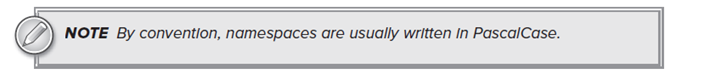 NOTE By convention, namespaces are usually written in PascalCase.